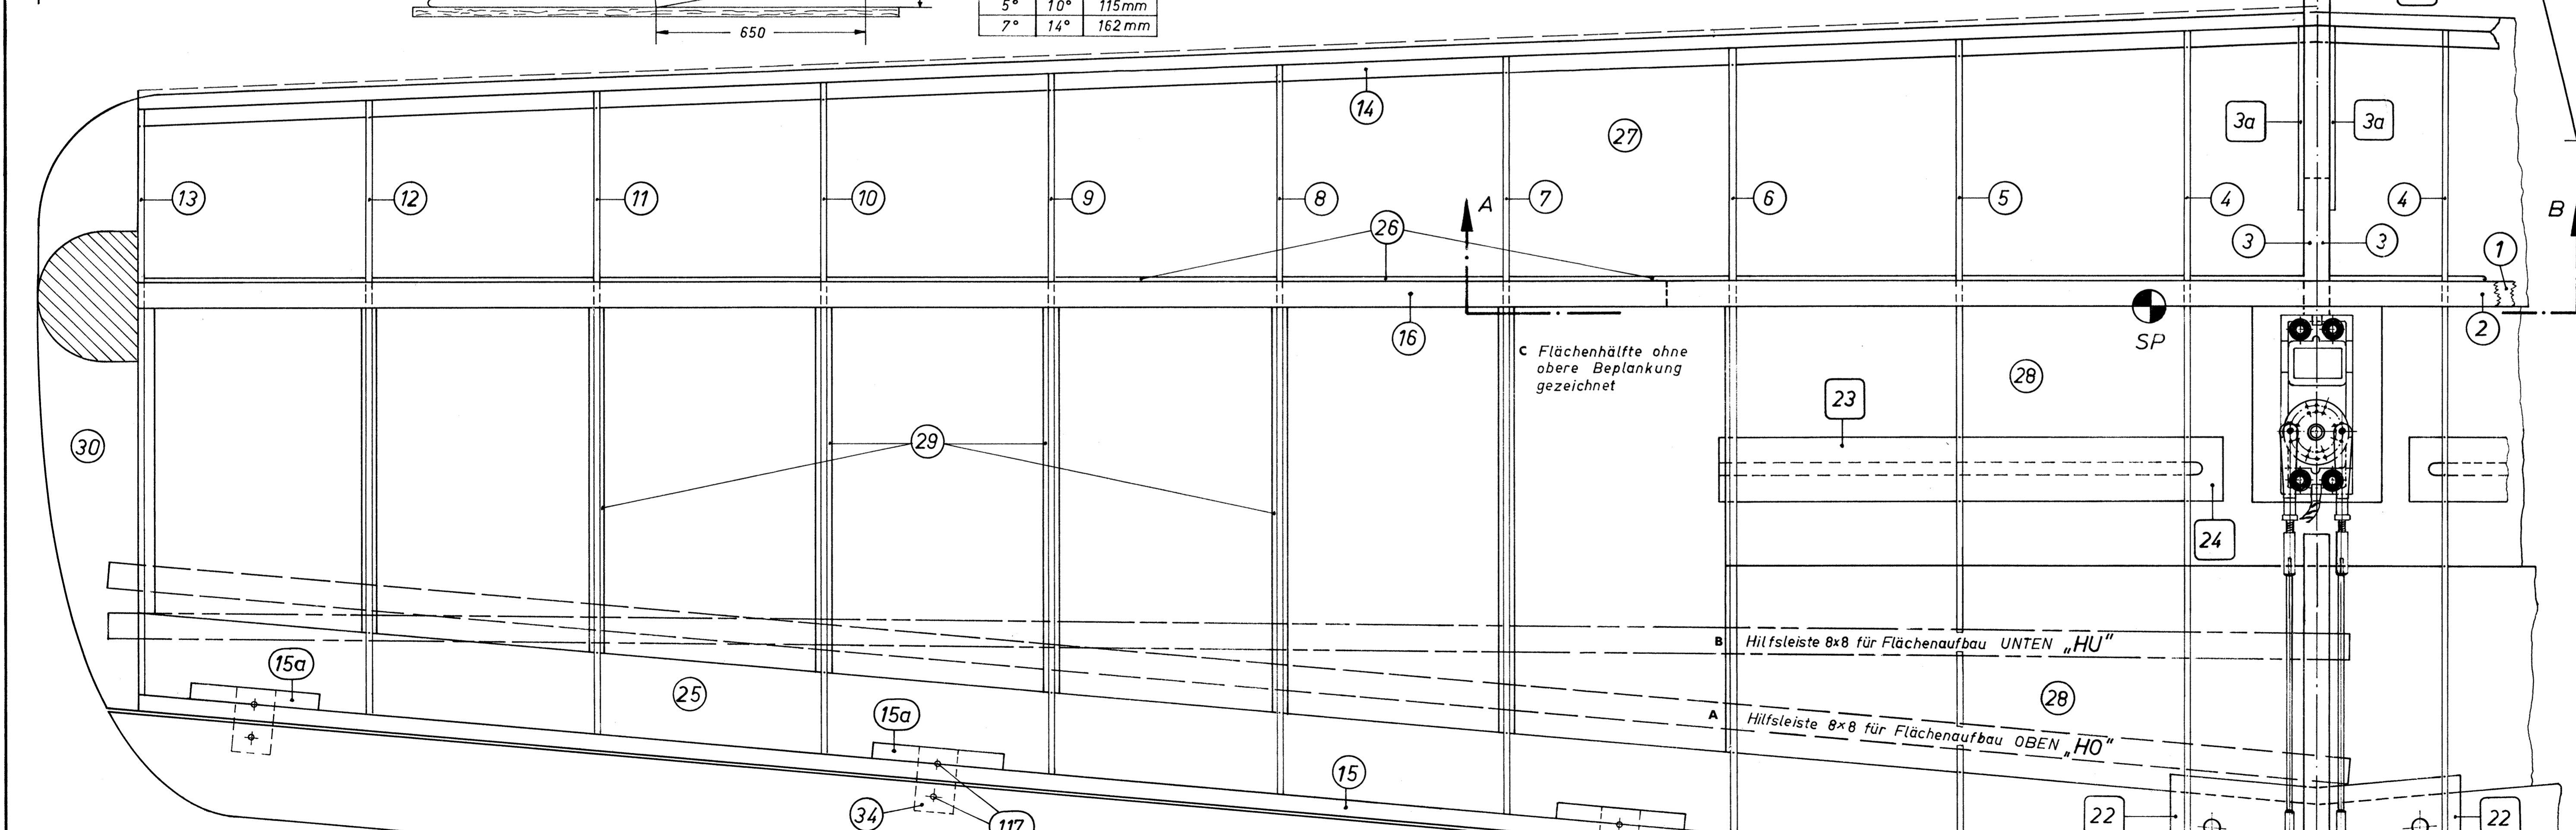 5° 10° 115mm
7° 14° 162mm
650
14
27
3a
3a
13
12
11
10
9
8
A
7
6
5
4
4
B
26
3
3
1
16
SP
2
C Flächenhälfte ohne
obere Beplankung
gezeichnet
28
23
30
29
24
B Hilfsleiste 8x8 für Flächenaufbau UNTEN „HU"
15a
25
28
15a
A Hilfsleiste 8x8 für Flächenaufbau OBEN „HO"
15
34
117
22
22